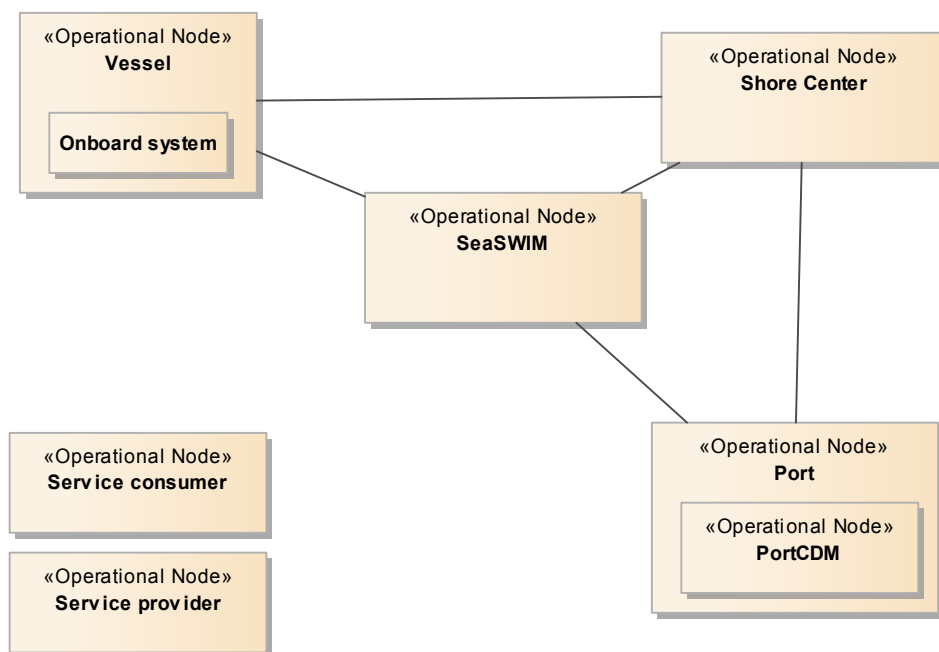 «Operational Node»
Vessel
Onboard system
«Operational Node»
Shore Center
«Operational Node»
SeaSWIM
«Operational Node»
Service consumer
«Operational Node»
Service provider
«Operational Node»
Port
«Operational Node»
PortCDM